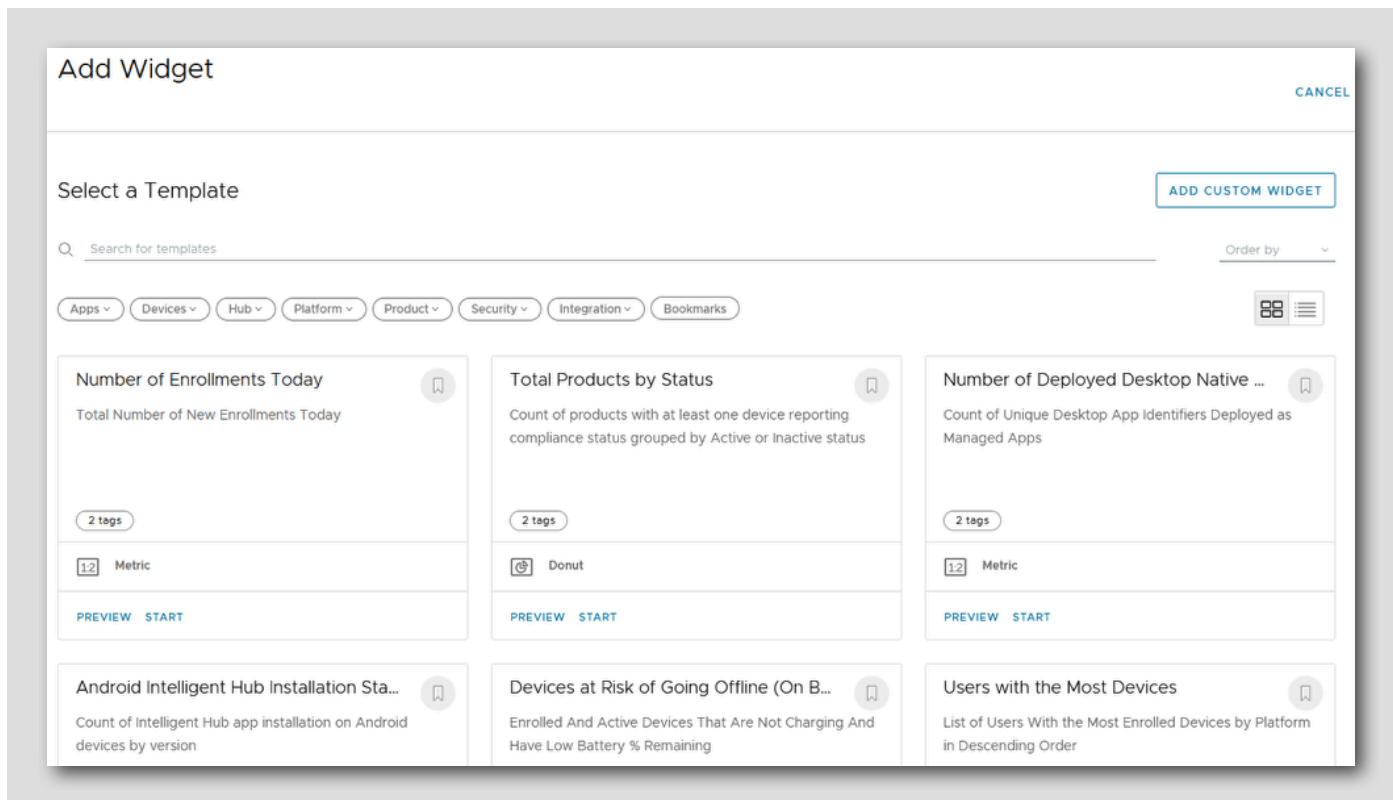 Add Widget
CANCEL
Select a Template
ADD CUSTOM WIDGET
Search for templates
Order by
Apps
Devices
Hub
Platform
Product
Security
Integration
Bookmarks
Number of Enrollments Today
Total Number of New Enrollments Today
2 tags
1:2 Metric
PREVIEW START
Total Products by Status
Count of products with at least one device reporting
compliance status grouped by Active or Inactive status
2 tags
Donut
PREVIEW START
Number of Deployed Desktop Native ...
Count of Unique Desktop App Identifiers Deployed as
Managed Apps
2 tags
1:2 Metric
PREVIEW START
Android Intelligent Hub Installation Sta...
Count of Intelligent Hub app installation on Android
devices by version
Devices at Risk of Going Offline (On B...
Enrolled And Active Devices That Are Not Charging And
Have Low Battery % Remaining
Users with the Most Devices
List of Users With the Most Enrolled Devices by Platform
in Descending Order